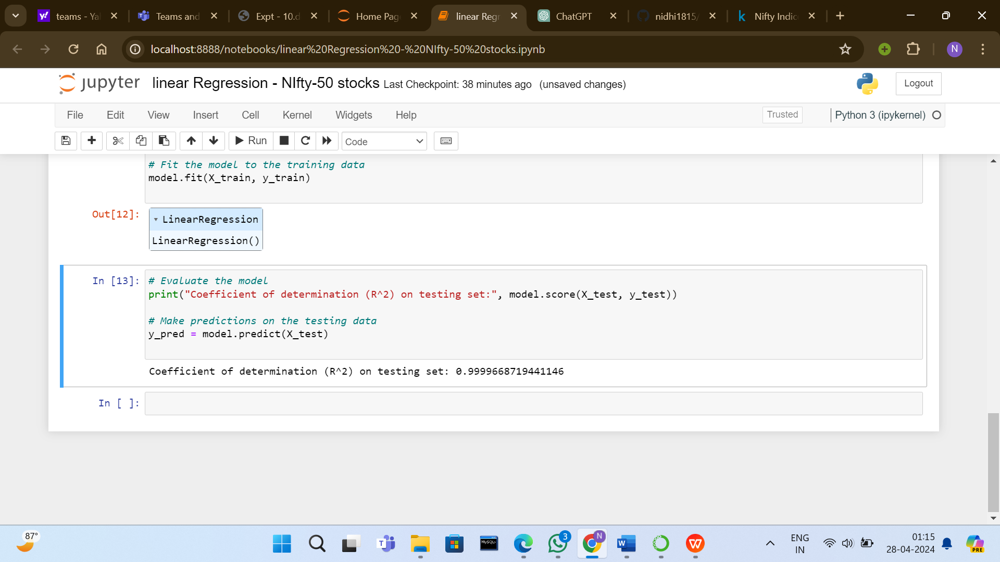 teams - Ya
Teams and
Expt - 10.d
Home Pag
linear Regr
ChatGPT
nidhi1815/
Nifty Indic
localhost:8888/notebooks/linear%20Regression%20-%20NIfty-50%20stocks.ipynb
N
jupyter linear Regression - NIfty-50 stocks Last Checkpoint: 38 minutes ago (unsaved changes)
Logout
File Edit View Insert Cell Kernel Widgets Help
Trusted
Python 3 (ipykernel)
Run
Code
# Fit the model to the training data
model.fit(X_train, y_train)
Out[12]:
LinearRegression
LinearRegression()
In [13]:
# Evaluate the model
print("Coefficient of determination (R^2) on testing set:", model.score(X_test, y_test))
# Make predictions on the testing data
y_pred = model.predict(X_test)
Coefficient of determination (R^2) on testing set: 0.9999668719441146
In [ ]:
87°
MySQL
3
N
W
ENG
IN
01:15
28-04-2024
PRE